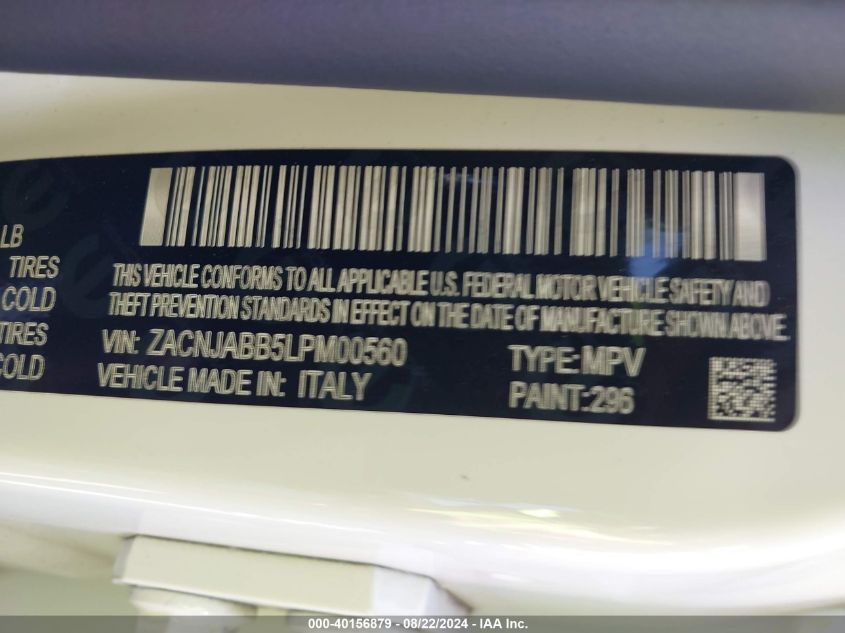 LB
TIRES
COLD
TIRES
COLD
THIS VEHICLE CONFORMS TO ALL APPLICABLE U.S. FEDERAL MOTOR VEHICLE SAFETY AND
THEFT PREVENTION STANDARDS IN EFFECT ON THE DATE OF MANUFACTURE SHOWN ABOVE.
VIN: ZACNJABB5LPM00560
TYPE: MPV
VEHICLE MADE IN: ITALY
PAINT:296
000-40156879 - 08/22/2024 - IAA Inc.